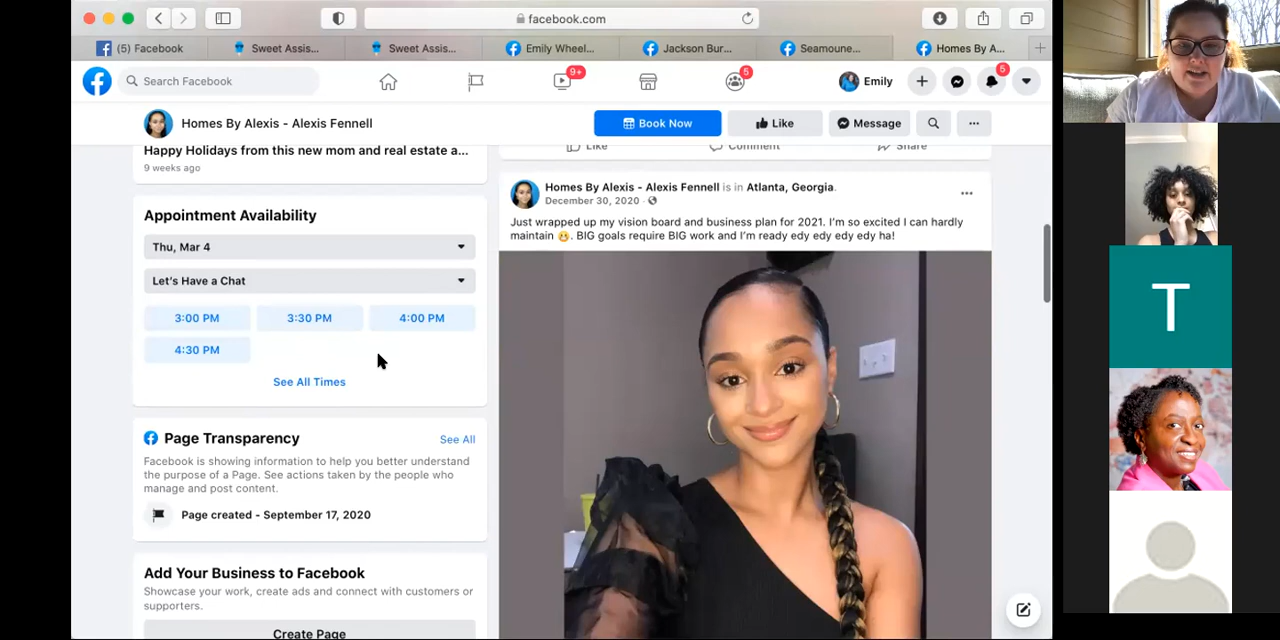 facebook.com
(5) Facebook
Sweet Assis...
Sweet Assis...
Emily Wheel...
Jackson Bur...
Seamoune...
Homes By A...
Search Facebook
9+
5
Emily
5
Homes By Alexis - Alexis Fennell
Book Now
Like
Message
Happy Holidays from this new mom and real estate a...
9 weeks ago
Appointment Availability
Thu, Mar 4
Let's Have a Chat
3:00 PM
3:30 PM
4:00 PM
4:30 PM
See All Times
Page Transparency
See All
Facebook is showing information to help you better understand
the purpose of a Page. See actions taken by the people who
manage and post content.
Page created - September 17, 2020
Add Your Business to Facebook
Showcase your work, create ads and connect with customers or
supporters.
Create Page
Like
Comment
Share
Homes By Alexis - Alexis Fennell is in Atlanta, Georgia.
December 30, 2020
Just wrapped up my vision board and business plan for 2021. I'm so excited I can hardly
maintain 😬. BIG goals require BIG work and I'm ready edy edy edy edy ha!
T